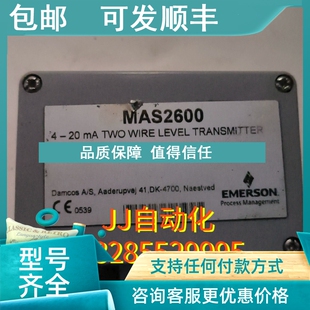 包邮 可发顺丰
MAS2600
4 – 20 mA TWO WIRE LEVEL TRANSMITTER
品质保障 值得信任
Damcos A/S, Aaderupvej 41, DK-4700, Naestved
CE 0539
EMERSON
Process Management
JJ自动化
型号
齐全
支持任何付款方式
咨询客服更多优惠价格